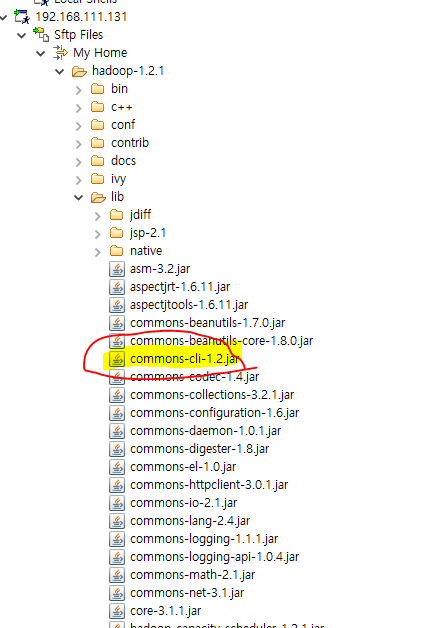 Local Shells
192.168.111.131
Sftp Files
My Home
hadoop-1.2.1
bin
c++
conf
contrib
docs
ivy
lib
jdiff
jsp-2.1
native
asm-3.2.jar
aspectjrt-1.6.11.jar
aspectjtools-1.6.11.jar
commons-beanutils-1.7.0.jar
commons-beanutils-core-1.8.0.jar
commons-cli-1.2.jar
commons-codec-1.4.jar
commons-collections-3.2.1.jar
commons-configuration-1.6.jar
commons-daemon-1.0.1.jar
commons-digester-1.8.jar
commons-el-1.0.jar
commons-httpclient-3.0.1.jar
commons-io-2.1.jar
commons-lang-2.4.jar
commons-logging-1.1.1.jar
commons-logging-api-1.0.4.jar
commons-math-2.1.jar
commons-net-3.1.jar
core-3.1.1.jar
hadoop-capacity-scheduler-1.2.1.jar